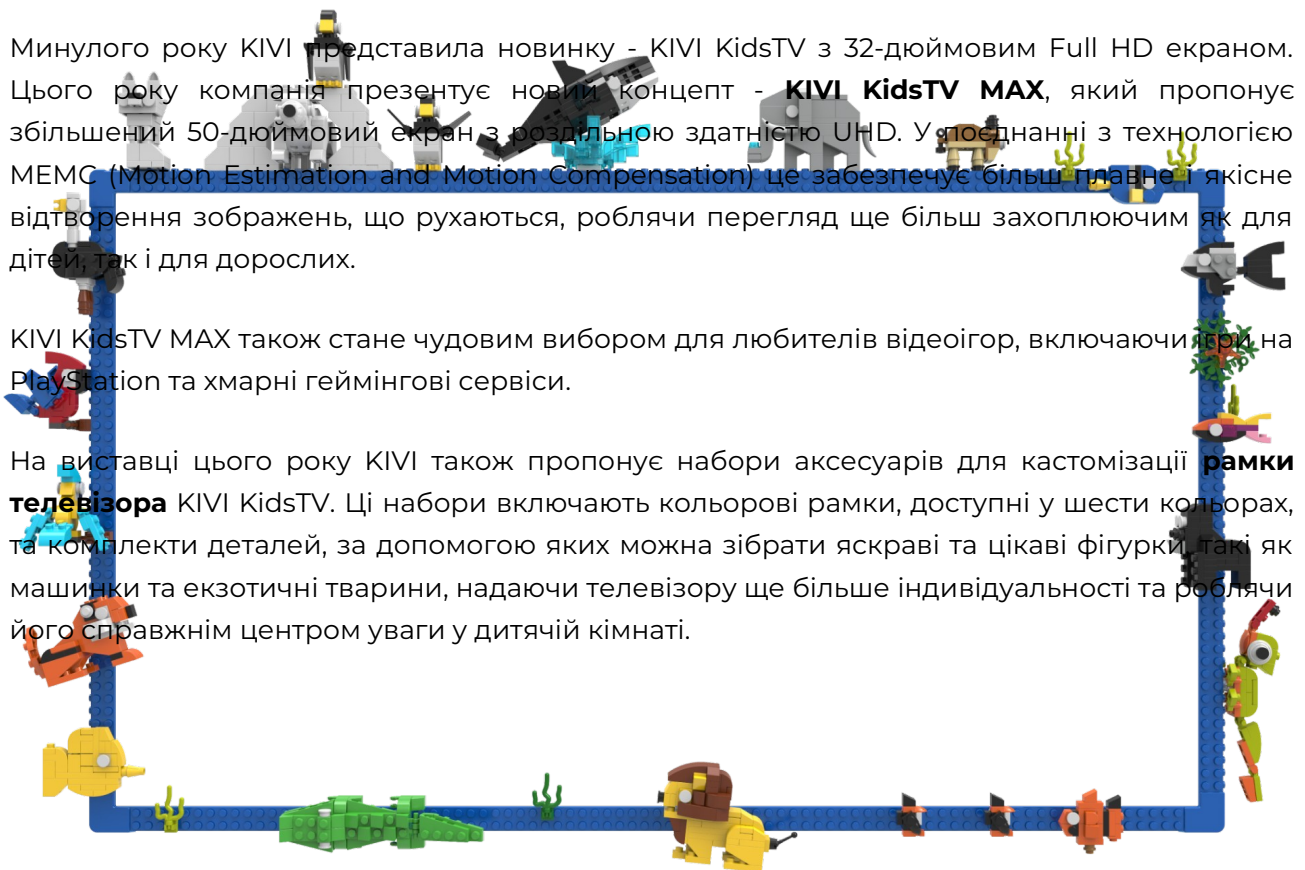 Минулого року KIVI представила новинку - KIVI KidsTV з 32-дюймовим Full HD екраном.
Цього року компанія презентує новий концепт - KIVI KidsTV MAX, який пропонує
збільшений 50-дюймовий екран з роздільною здатністю UHD. У поєднанні з технологією
MEMC (Motion Estimation and Motion Compensation) це забезпечує більш плавне і якісне
відтворення зображень, що рухаються, роблячи перегляд ще більш захоплюючим як для
дітей, так і для дорослих.
KIVI KidsTV MAX також стане чудовим вибором для любителів відеоігор, включаючи ігри на
PlayStation та хмарні геймінгові сервіси.
На виставці цього року KIVI також пропонує набори аксесуарів для кастомізації рамки
телевізора KIVI KidsTV. Ці набори включають кольорові рамки, доступні у шести кольорах,
та комплекти деталей, за допомогою яких можна зібрати яскраві та цікаві фігурки, такі як
машинки та екзотичні тварини, надаючи телевізору ще більше індивідуальності та роблячи
його справжнім центром уваги у дитячій кімнаті.